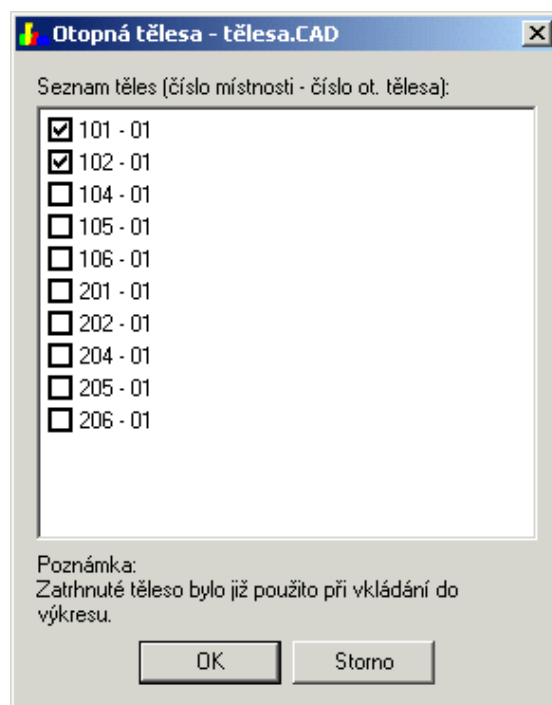 Otopná tělesa - tělesa.CAD
Seznam těles (číslo místnosti - číslo ot. tělesa):
101 - 01
102 - 01
104 - 01
105 - 01
106 - 01
201 - 01
202 - 01
204 - 01
205 - 01
206 - 01
Poznámka:
Zatrhnuté těleso bylo již použito při vkládání do
výkresu.
OK
Storno